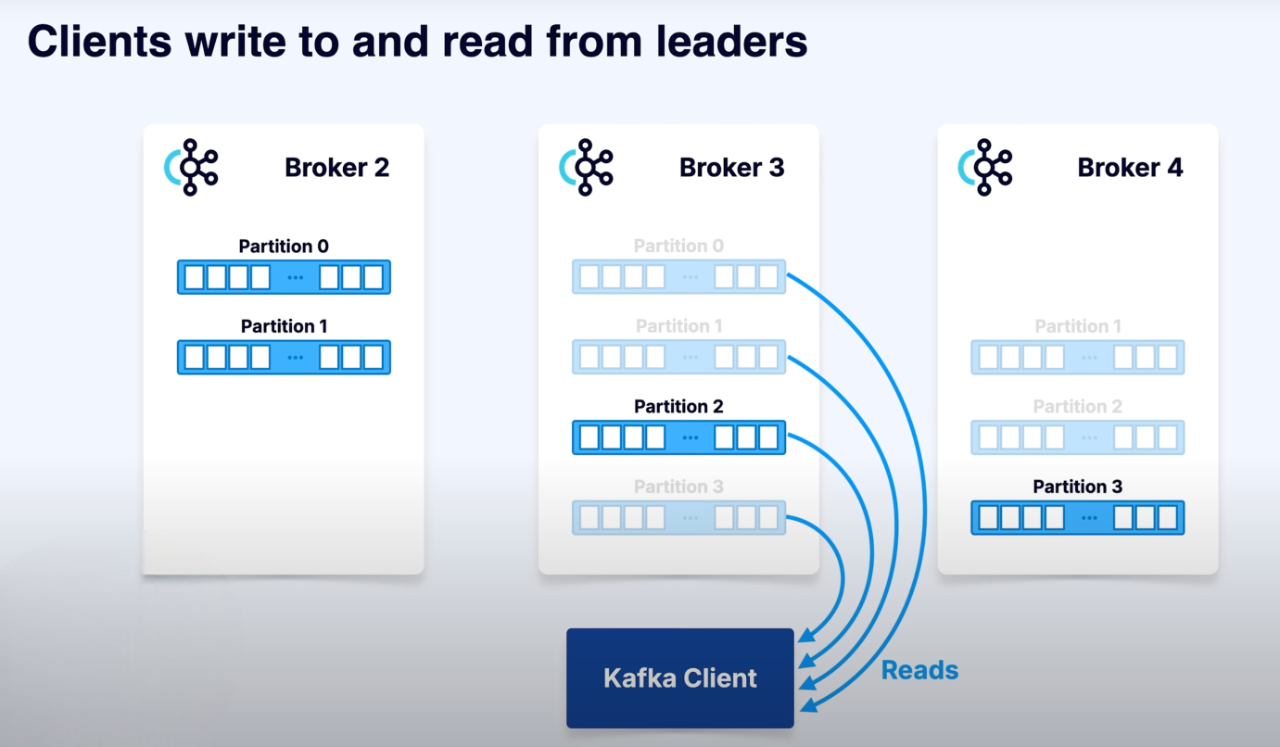 Clients write to and read from leaders
Broker 2
Partition 0
...
Partition 1
...
Broker 3
Partition 0
...
Partition 1
...
Partition 2
...
Partition 3
...
Broker 4
Partition 1
...
Partition 2
...
Partition 3
...
Kafka Client
Reads